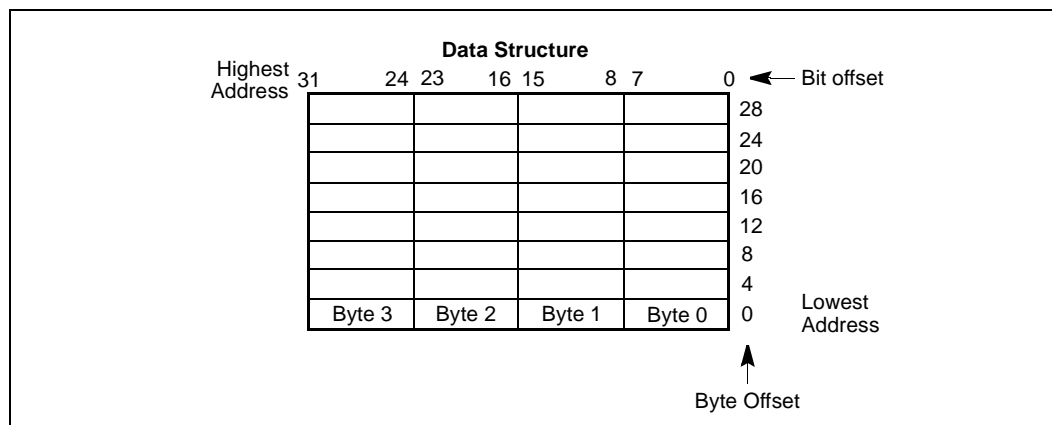 Data Structure
Highest Address
31 24 23 16 15 8 7 0
Bit offset
28
24
20
16
12
8
4
Byte 3 Byte 2 Byte 1 Byte 0 0
Lowest Address
Byte Offset